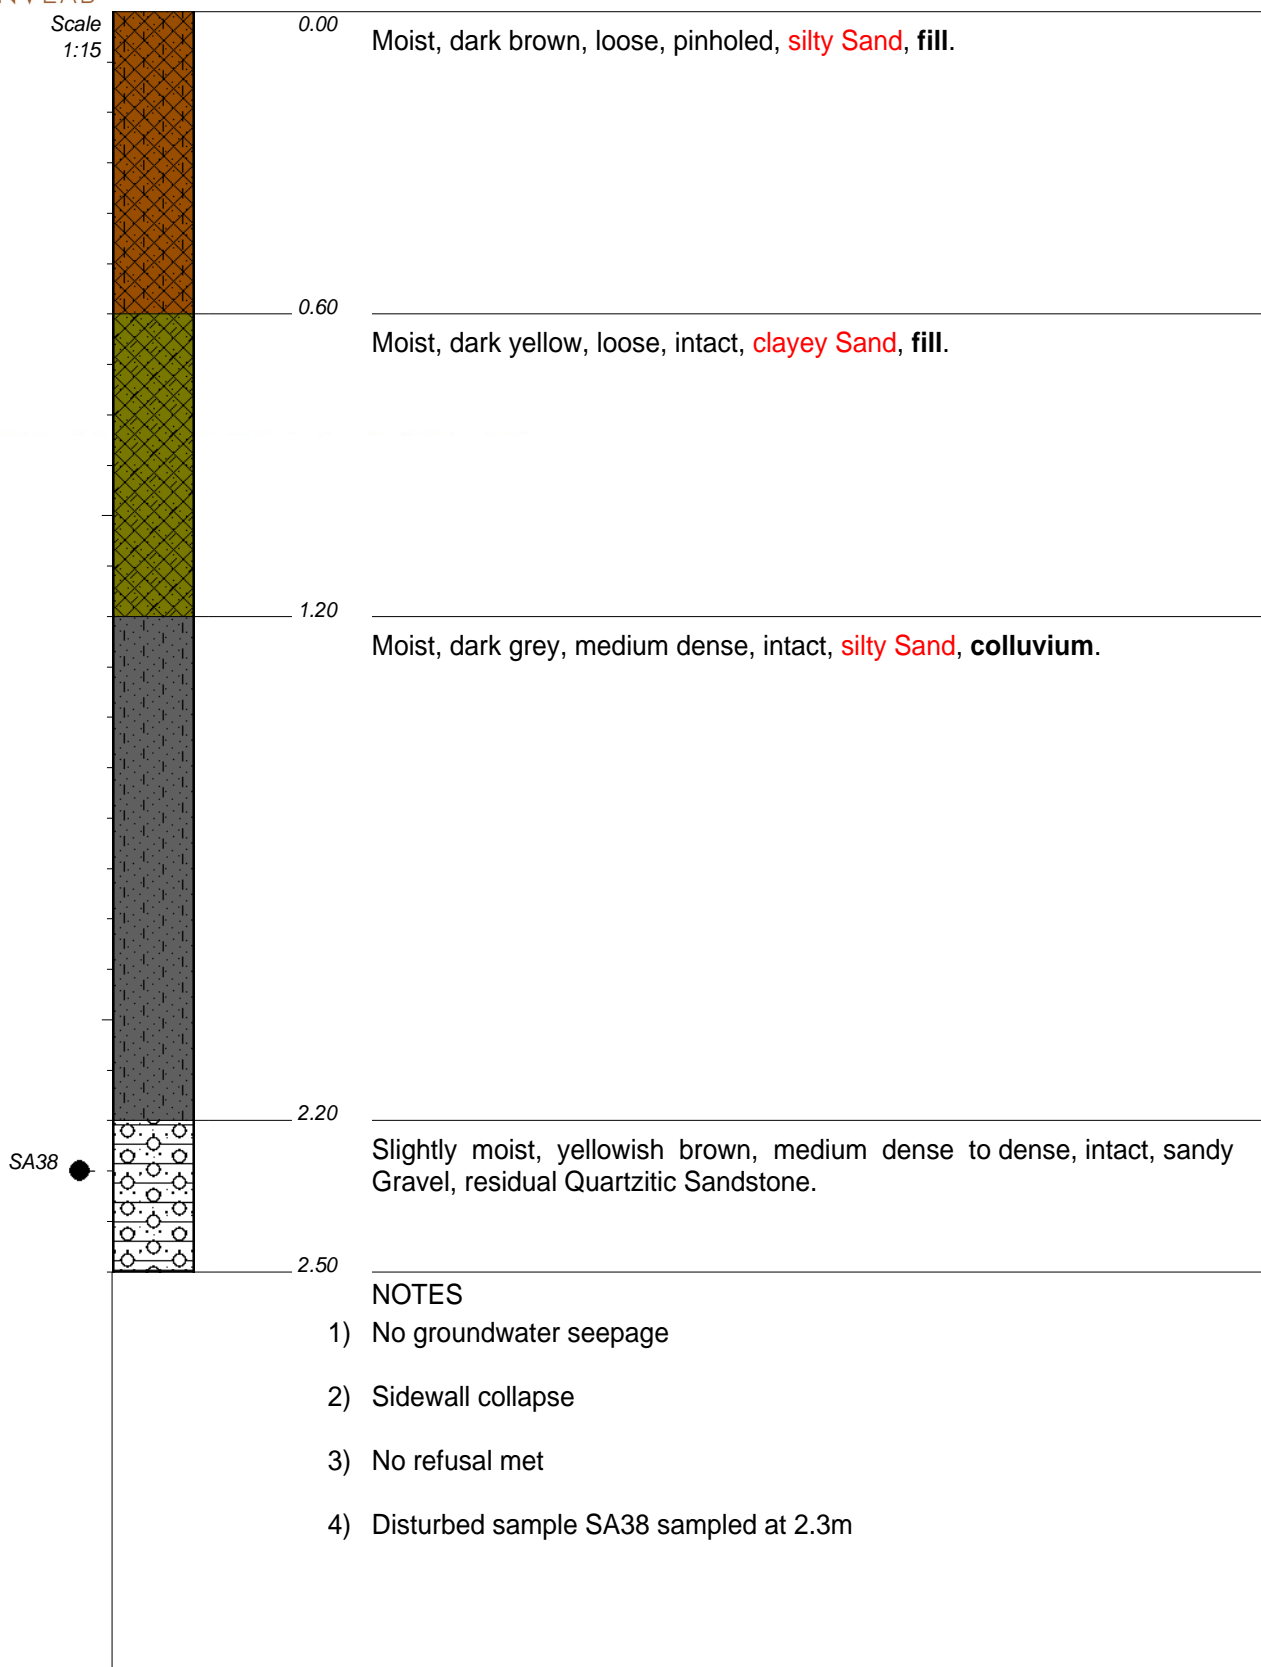 Scale
1:15
0.00
Moist, dark brown, loose, pinholed, silty Sand, fill.
0.60
Moist, dark yellow, loose, intact, clayey Sand, fill.
1.20
Moist, dark grey, medium dense, intact, silty Sand, colluvium.
2.20
SA38
Slightly moist, yellowish brown, medium dense to dense, intact, sandy
Gravel, residual Quartzitic Sandstone.
2.50
NOTES
1) No groundwater seepage
2) Sidewall collapse
3) No refusal met
4) Disturbed sample SA38 sampled at 2.3m